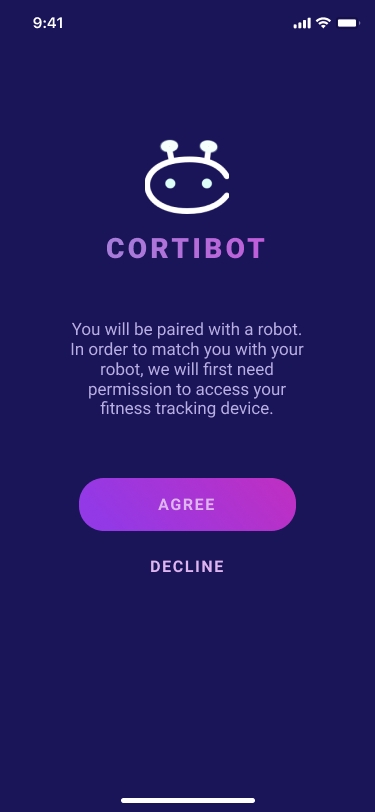 9:41
CORTIBOT
You will be paired with a robot.
In order to match you with your
robot, we will first need
permission to access your
fitness tracking device.
AGREE
DECLINE